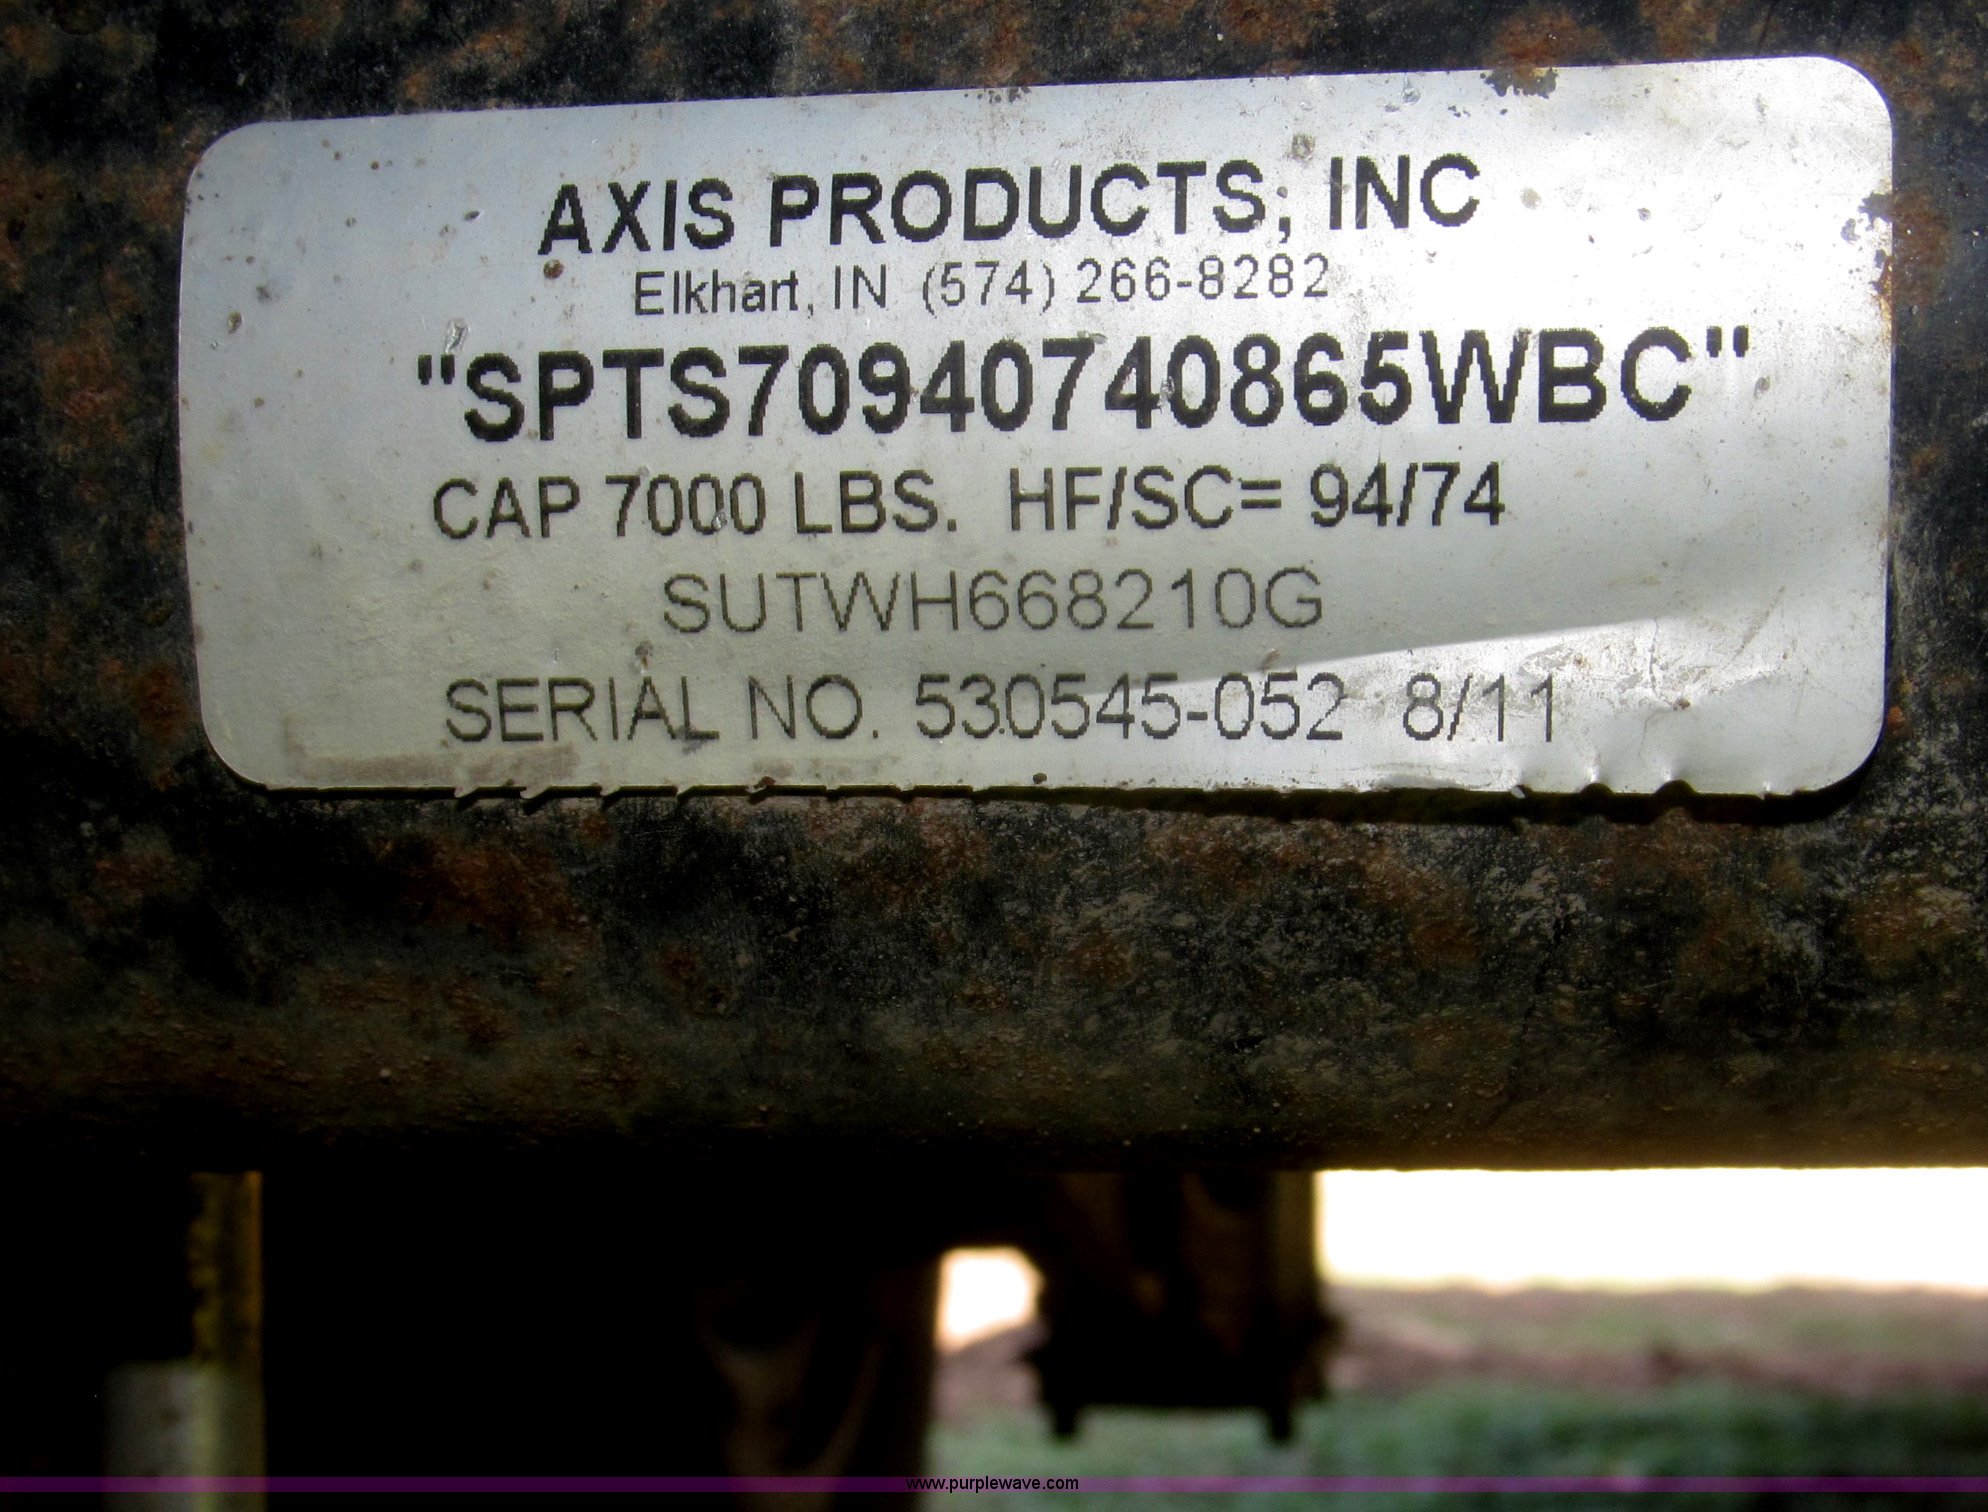 AXIS PRODUCTS, INC
Elkhart, IN (574) 266-8282
"SPTS70940740865WBC"
CAP 7000 LBS. HF/SC= 94/74
SUTWH668210G
SERIAL NO. 530545-052 8/11
www.purplewave.com